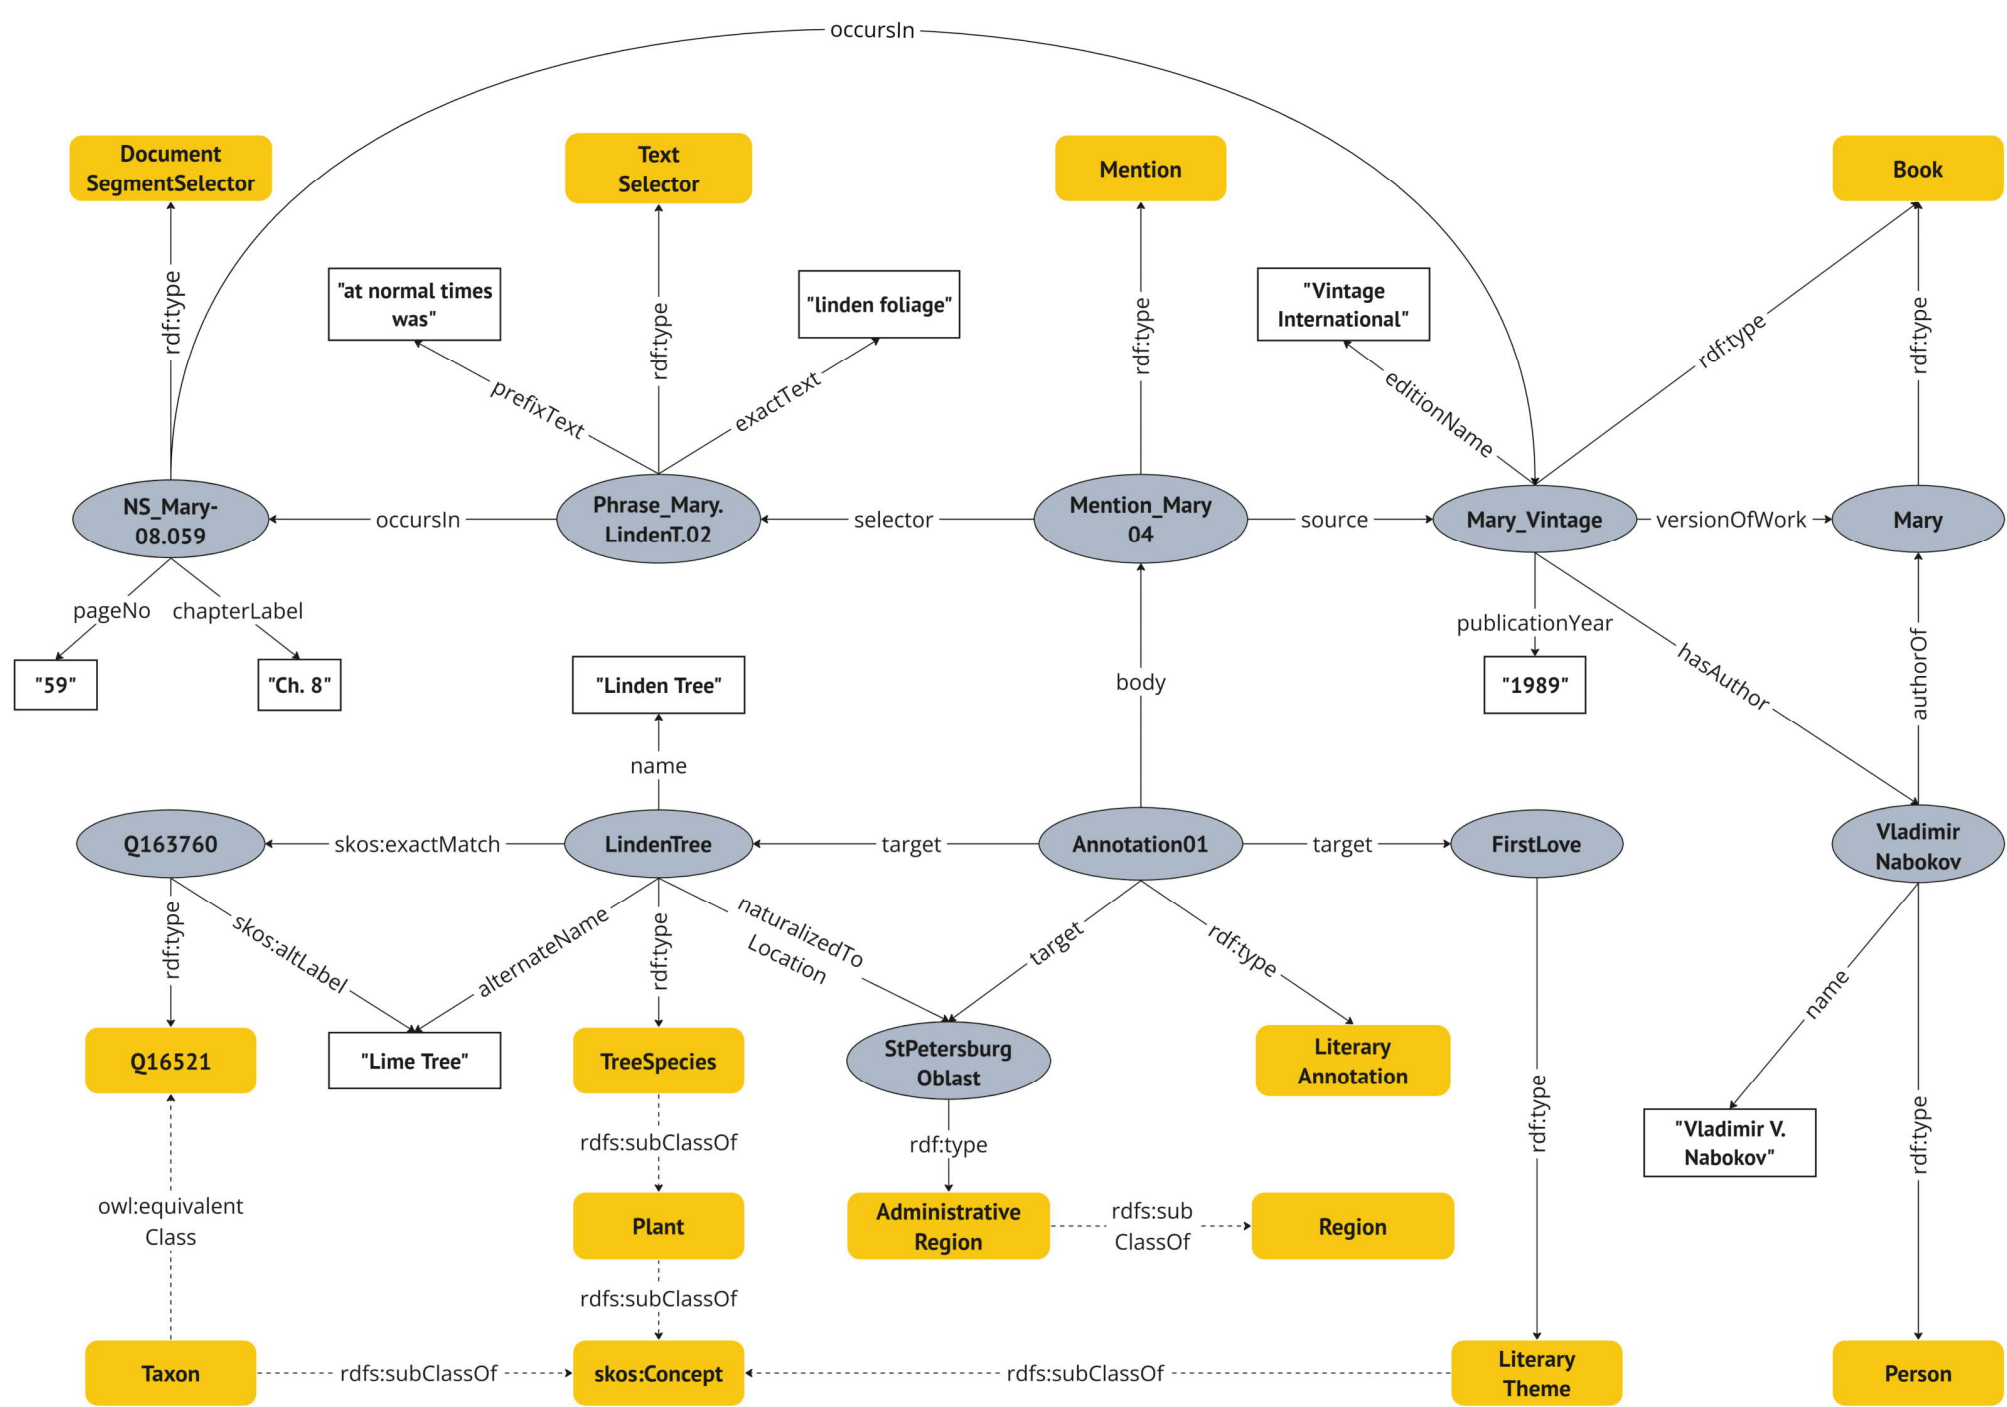 occursIn
Document
SegmentSelector
Text
Selector
Mention
Book
rdf:type
"at normal times
was"
rdf:type
"linden foliage"
rdf:type
"Vintage
International"
rdf:type
rdf:type
prefixText
exactText
editionName
NS_Mary-
08.059
occursIn
Phrase_Mary.
LindenT.02
selector
Mention_Mary
04
source
Mary_Vintage
versionOfWork
Mary
pageNo
chapterLabel
publicationYear
"59"
"Ch. 8"
"Linden Tree"
body
"1989"
hasAuthor
authorOf
name
Q163760
skos:exactMatch
LindenTree
target
Annotation01
target
FirstLove
Vladimir
Nabokov
rdf:type
skos:altLabel
alternateName
rdf:type
naturalizedTo
Location
target
rdf:type
name
Q16521
"Lime Tree"
TreeSpecies
StPetersburg
Oblast
Literary
Annotation
rdf:type
"Vladimir V.
Nabokov"
rdf:type
rdfs:subClassOf
rdf:type
owl:equivalent
Class
Plant
Administrative
Region
rdfs:sub
ClassOf
Region
rdfs:subClassOf
Taxon
rdfs:subClassOf
skos:Concept
rdfs:subClassOf
Literary
Theme
Person